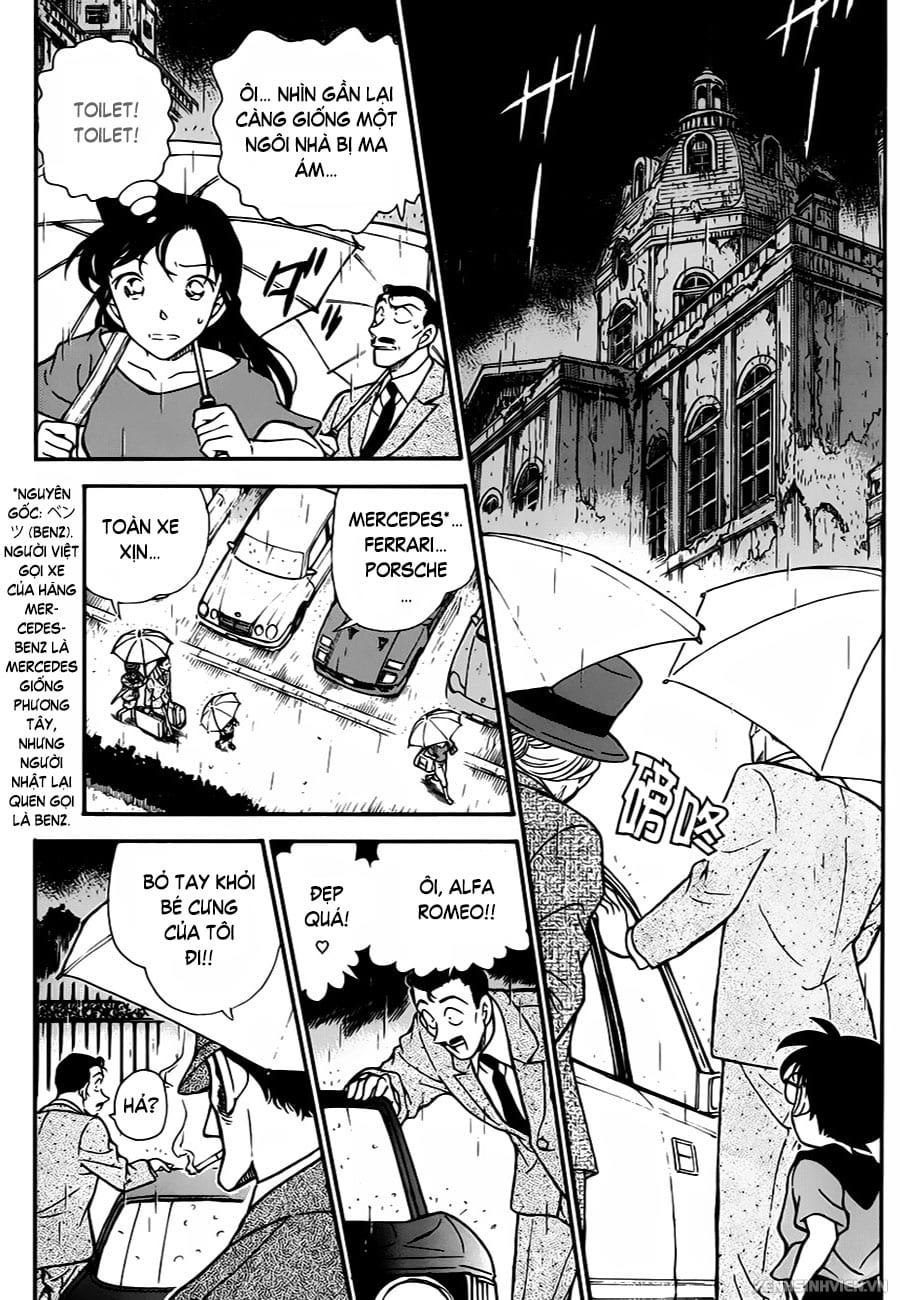 ÔI... NHÌN GẦN LẠI
CÀNG GIỐNG MỘT
NGÔI NHÀ BỊ MA
ÁM...
TOILET!
TOILET!
磅咚
MERCEDES*...
FERRARI...
PORSCHE
...
TOÀN XE
XỊN...
*NGUYÊN
GỐC: ベン
ツ (BENZ).
NGƯỜI VIỆT
GỌI XE
CỦA HÃNG
MER-
CEDES-
BENZ LÀ
MERCEDES
GIỐNG
PHƯƠNG
TÂY,
NHƯNG
NGƯỜI
NHẬT LẠI
QUEN GỌI
LÀ BENZ.
ÔI, ALFA
ROMEO!!
ĐẸP
QUÁ!
♡
BỎ TAY KHỎI
BÉ CƯNG
CỦA TÔI
ĐI!!
HẢ?